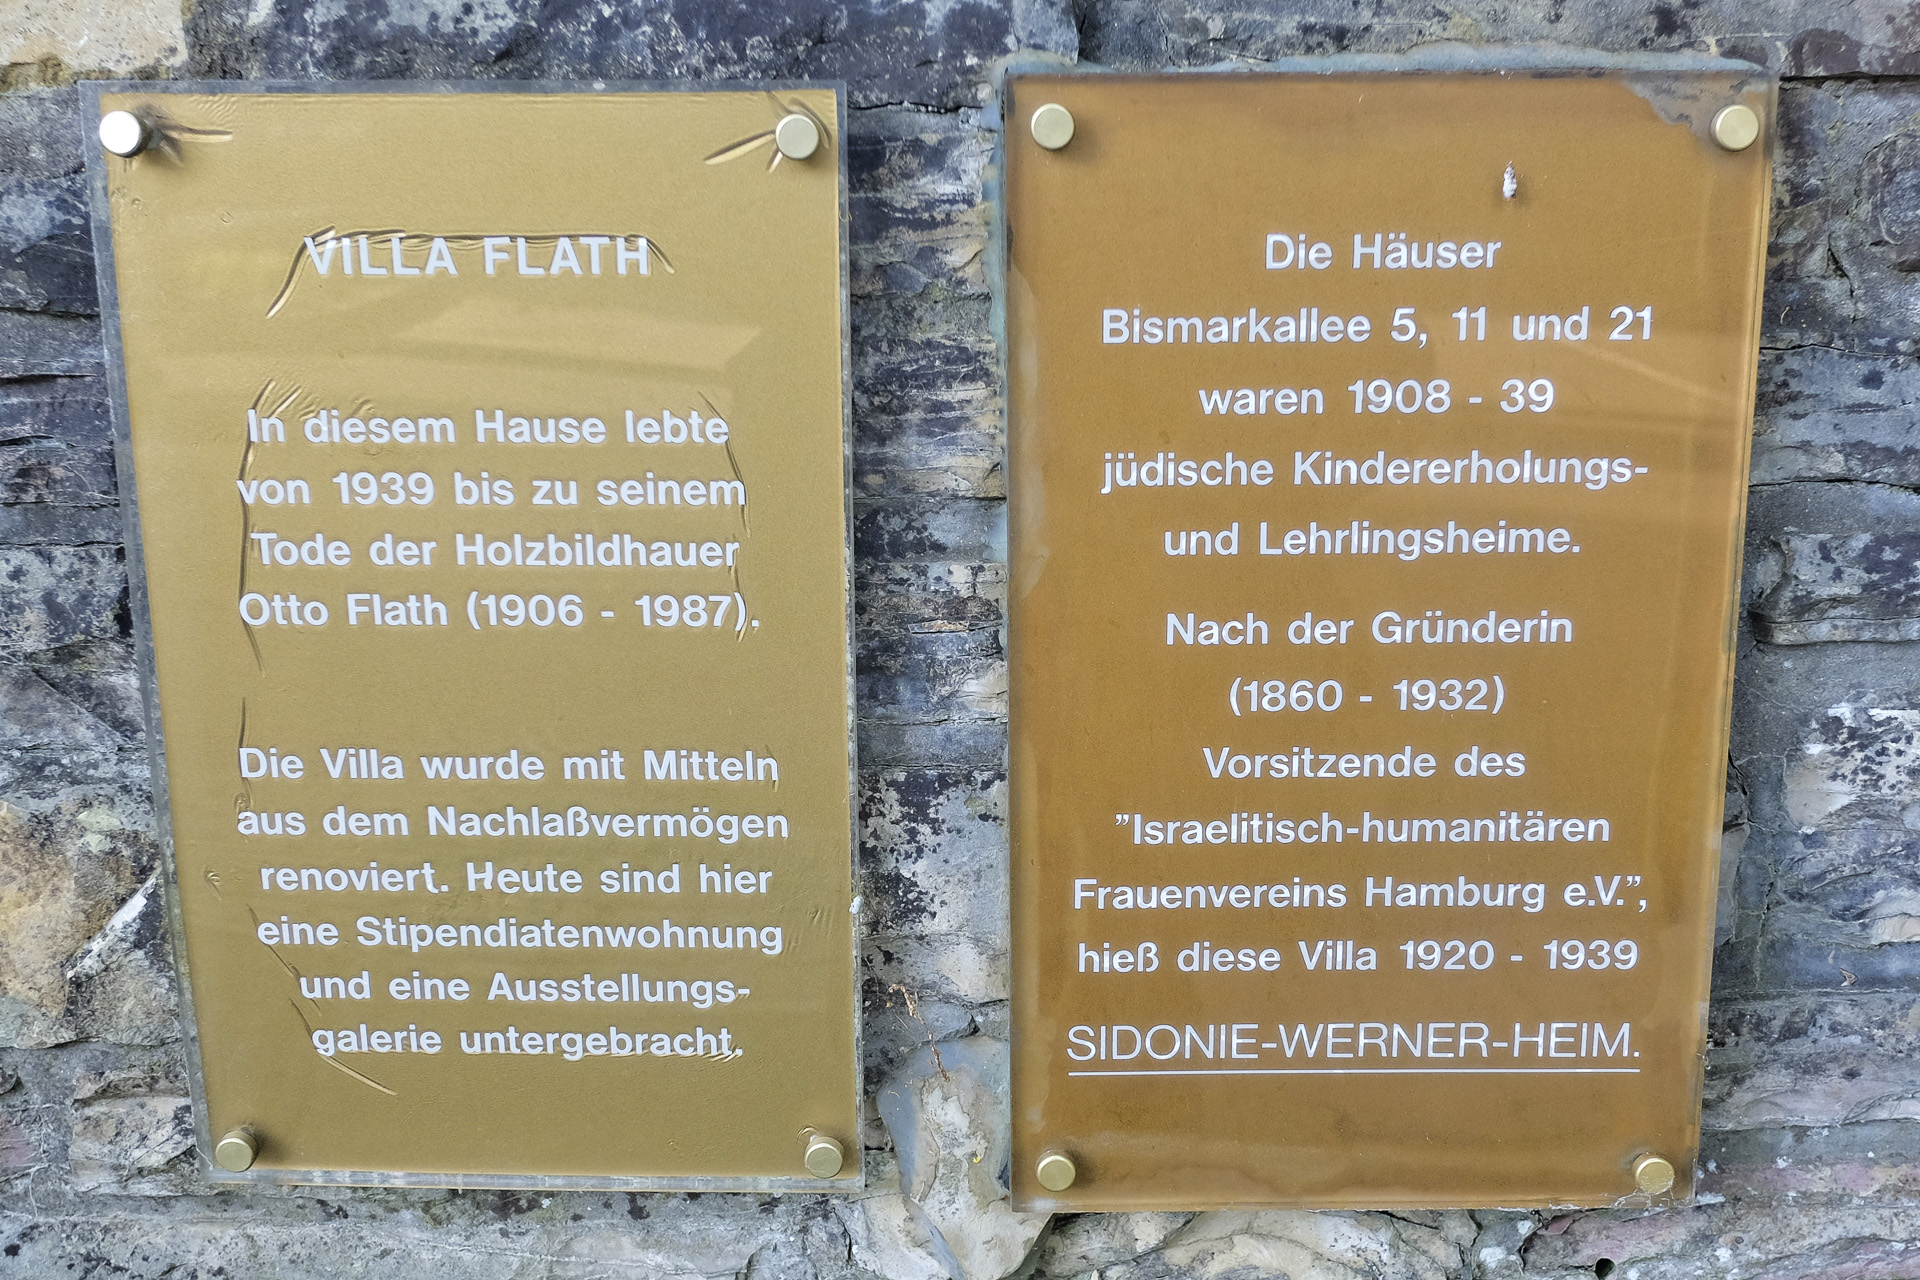 VILLA FLATH
In diesem Hause lebte
von 1939 bis zu seinem
Tode der Holzbildhauer
Otto Flath (1906 - 1987).
Die Villa wurde mit Mitteln
aus dem Nachlaßvermögen
renoviert. Heute sind hier
eine Stipendiatenwohnung
und eine Ausstellungs-
galerie untergebracht.
Die Häuser
Bismarkallee 5, 11 und 21
waren 1908 - 39
jüdische Kindererholungs-
und Lehrlingsheime.
Nach der Gründerin
(1860 - 1932)
Vorsitzende des
”Israelitisch-humanitären
Frauenvereins Hamburg e.V.”,
hieß diese Villa 1920 - 1939
SIDONIE-WERNER-HEIM.